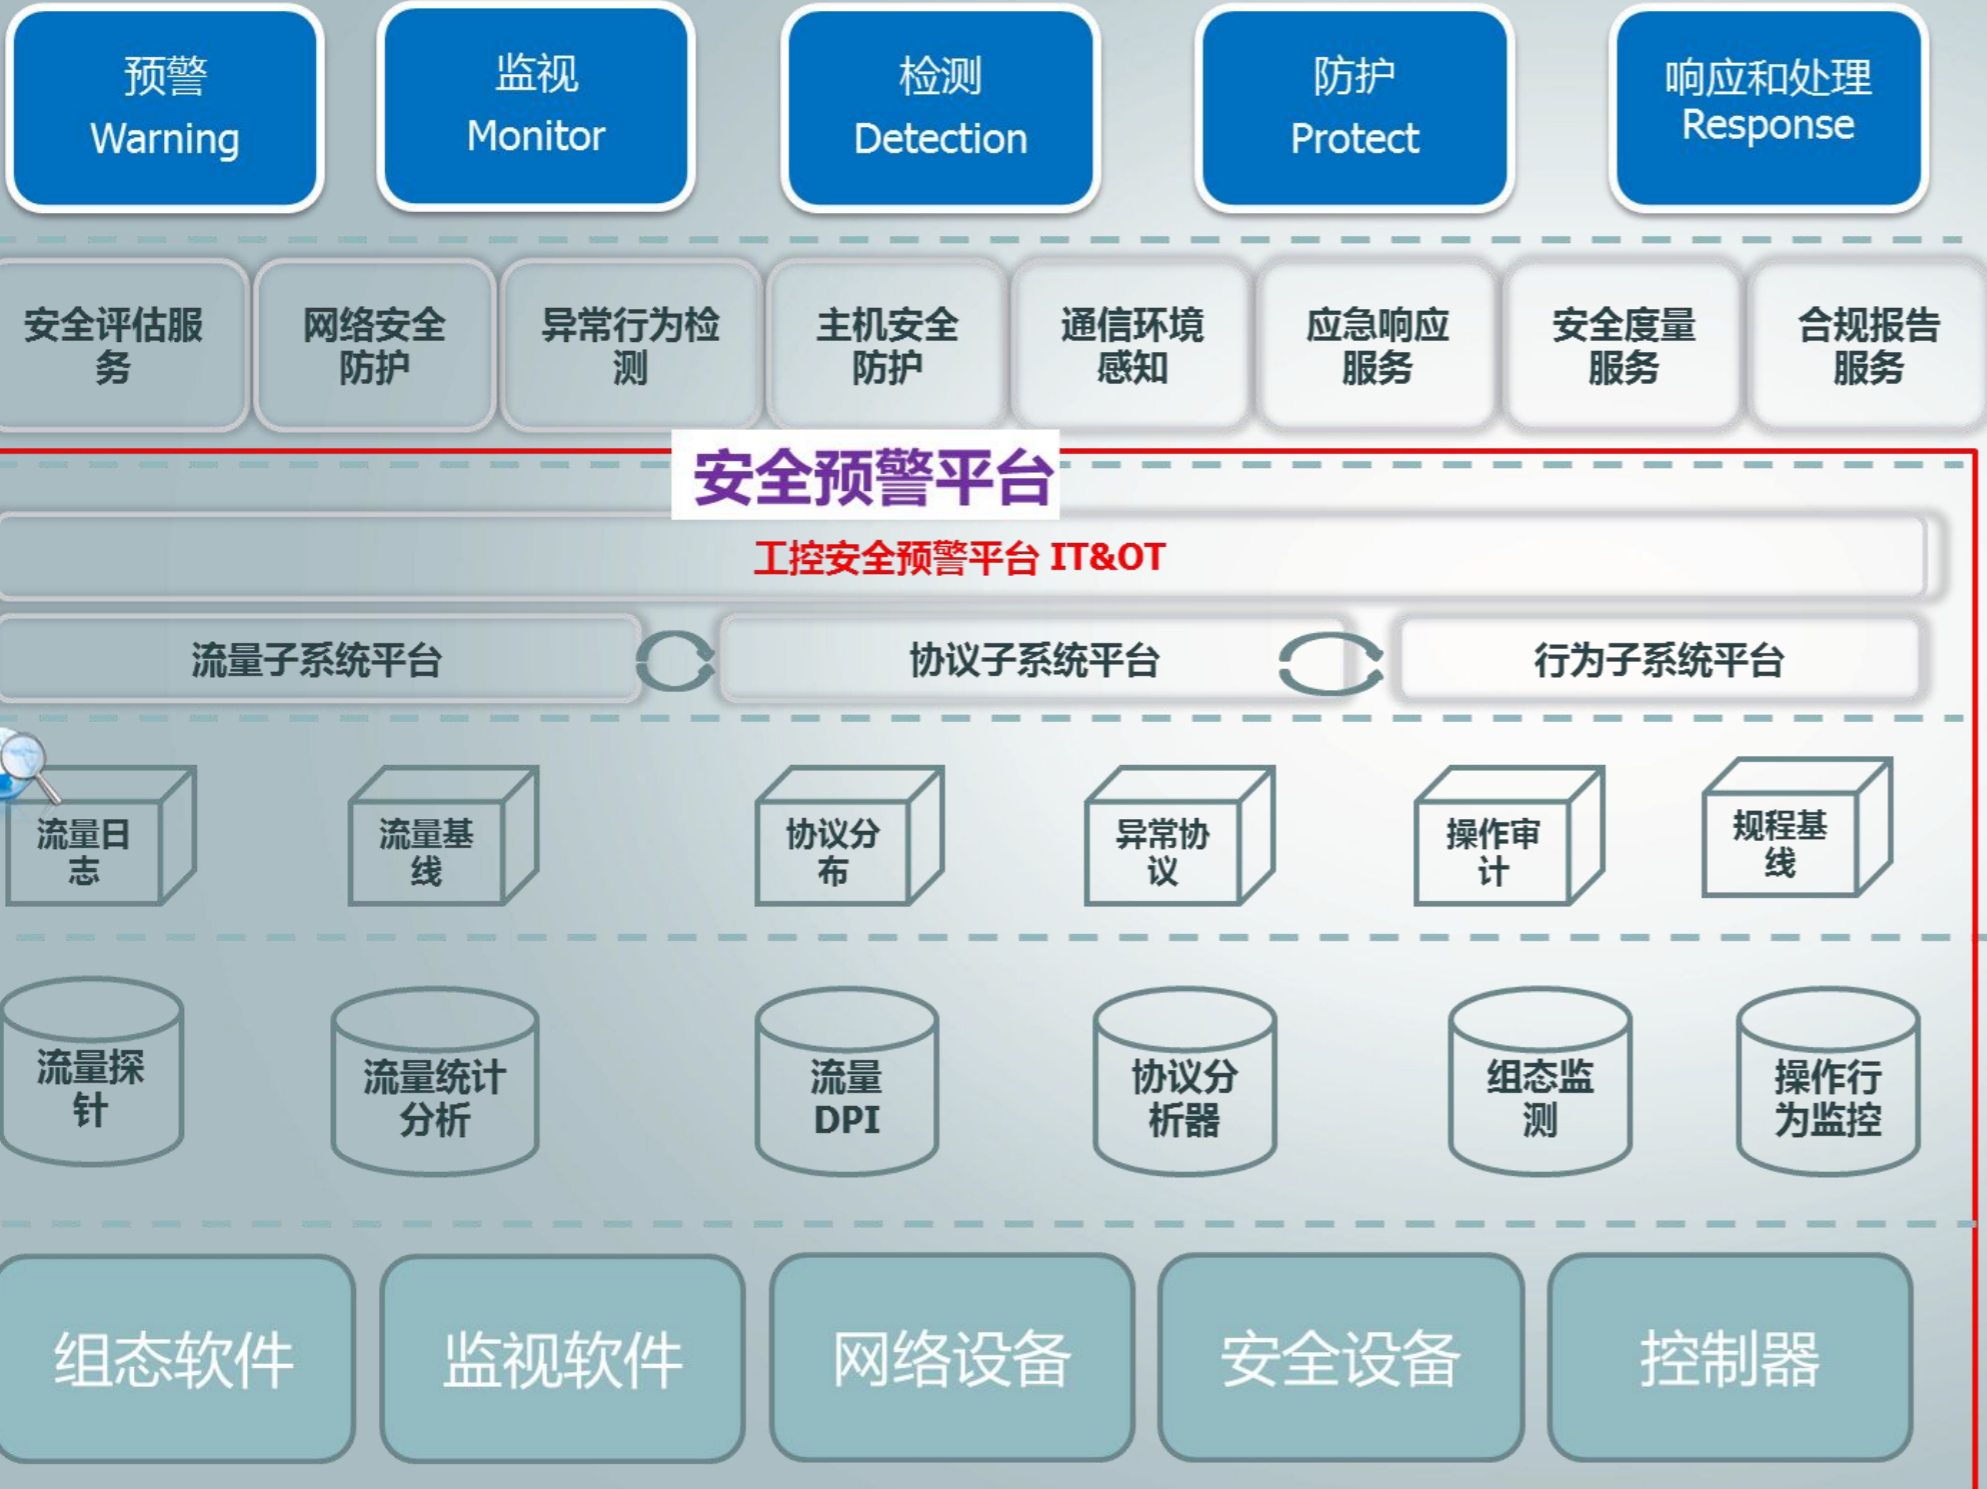 预警
Warning
监视
Monitor
检测
Detection
防护
Protect
响应和处理
Response
安全评估服
务
网络安全
防护
异常行为检
测
主机安全
防护
通信环境
感知
应急响应
服务
安全度量
服务
合规报告
服务
安全预警平台
工控安全预警平台 IT&OT
流量子系统平台
协议子系统平台
行为子系统平台
流量日
志
流量基
线
协议分
布
异常协
议
操作审
计
规程基
线
流量探
针
流量统计
分析
流量
DPI
协议分
析器
组态监
测
操作行
为监控
组态软件
监视软件
网络设备
安全设备
控制器